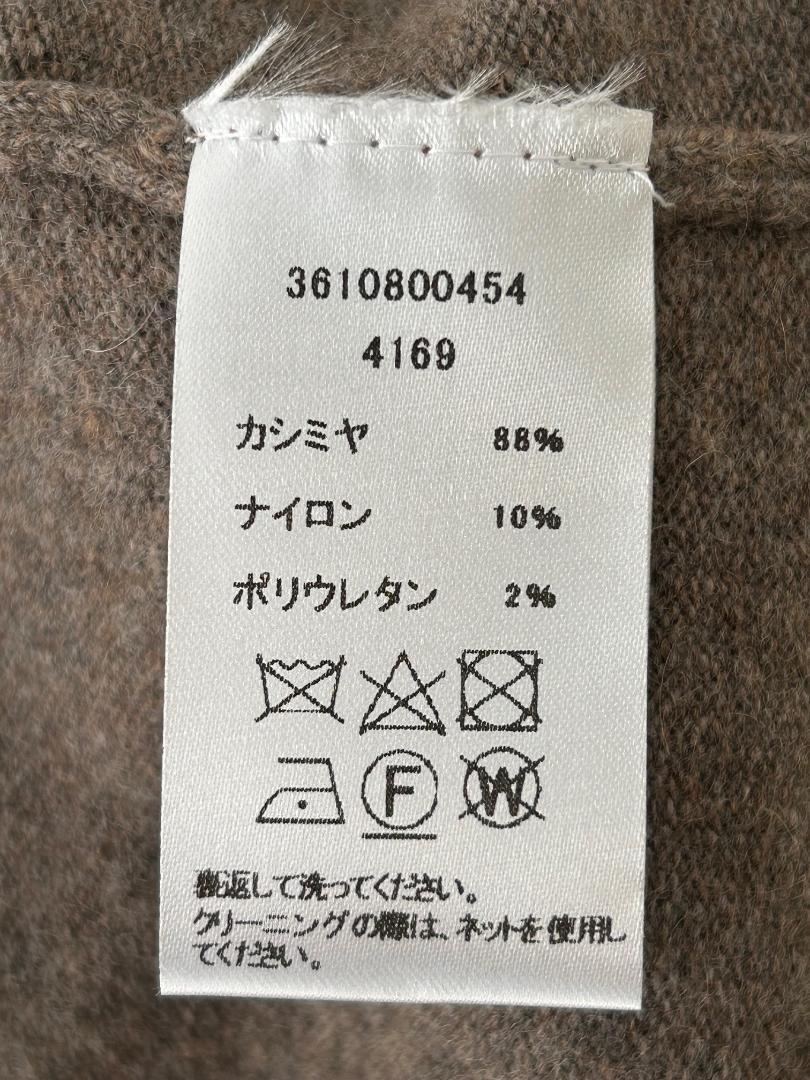 3610800454
4169
カシミヤ 88%
ナイロン 10%
ポリウレタン 2%
F W
裏返して洗ってください。
クリーニングの際は、ネットを使用し
てください。